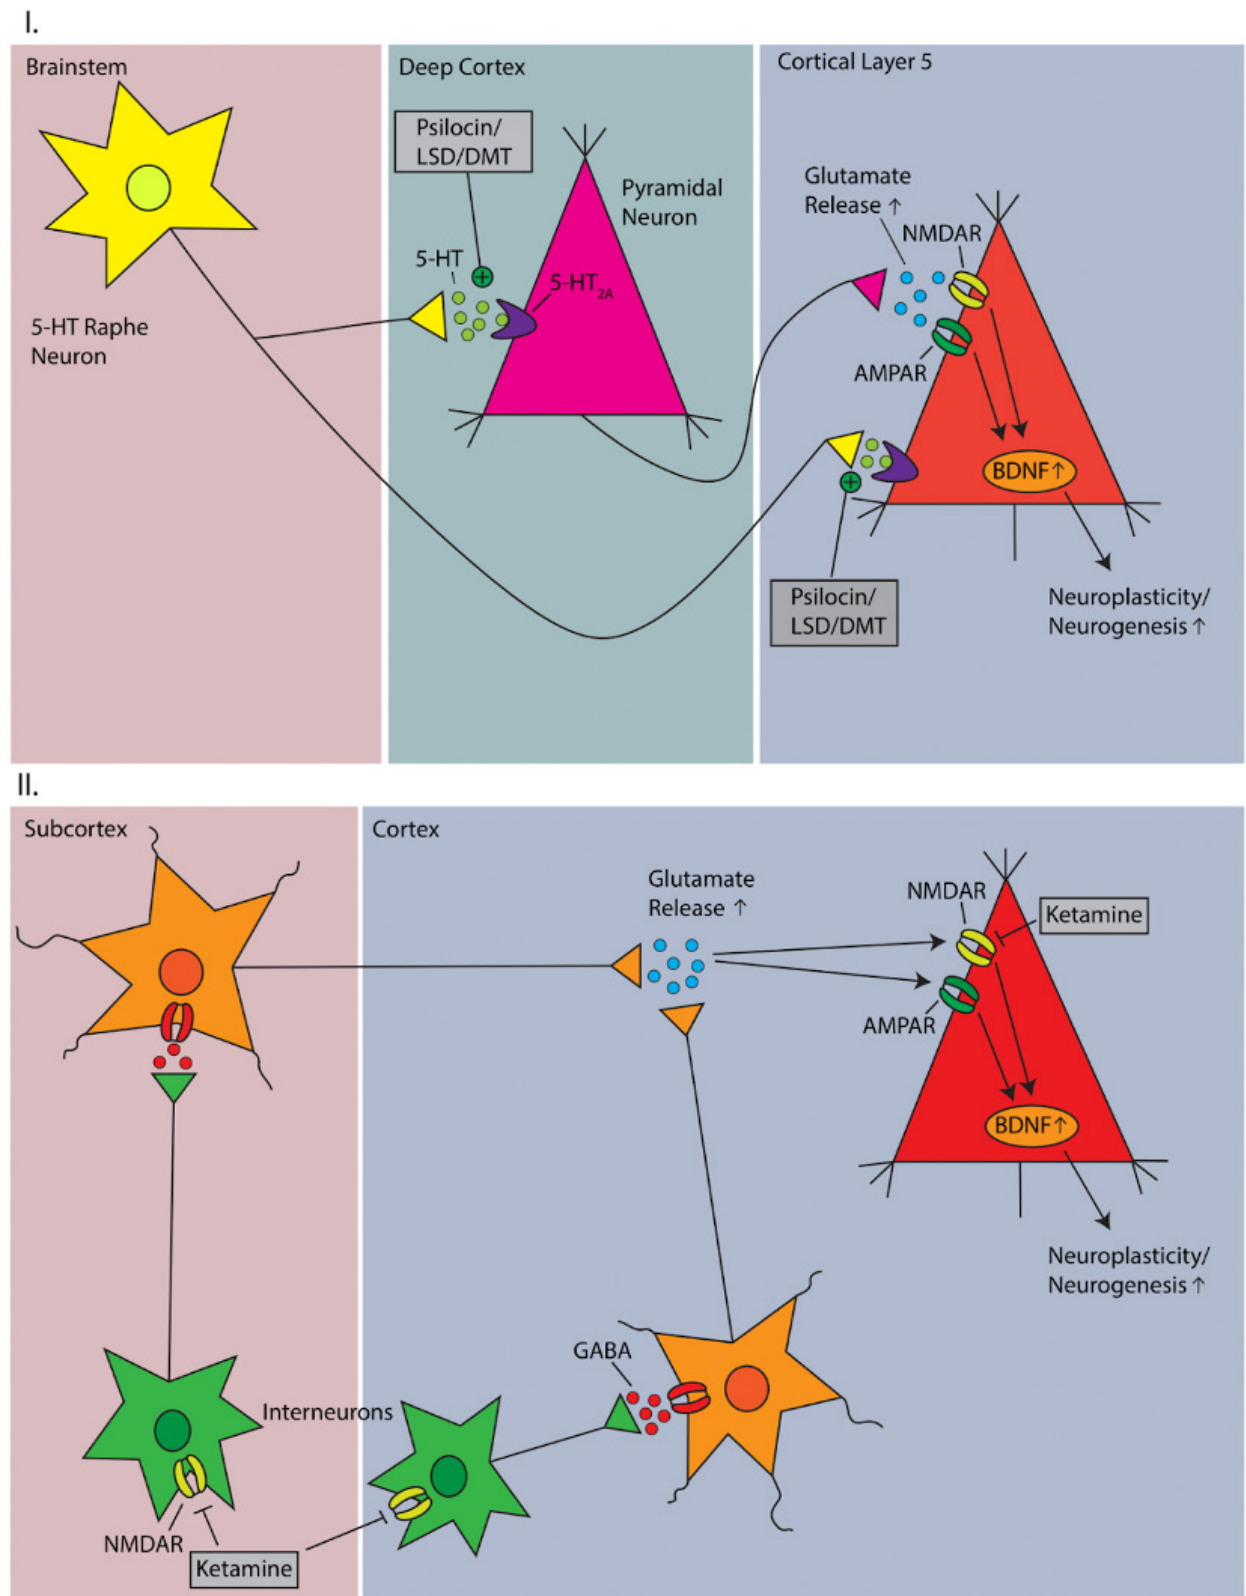 I.
Brainstem
5-HT Raphe
Neuron
Deep Cortex
Psilocin/
LSD/DMT
Pyramidal
Neuron
5-HT
5-HT2A
Cortical Layer 5
Glutamate
Release ↑
NMDAR
AMPAR
BDNF↑
Psilocin/
LSD/DMT
Neuroplasticity/
Neurogenesis ↑
II.
Subcortex
Cortex
Glutamate
Release ↑
NMDAR
Ketamine
AMPAR
BDNF↑
Neuroplasticity/
Neurogenesis ↑
GABA
Interneurons
NMDAR
Ketamine